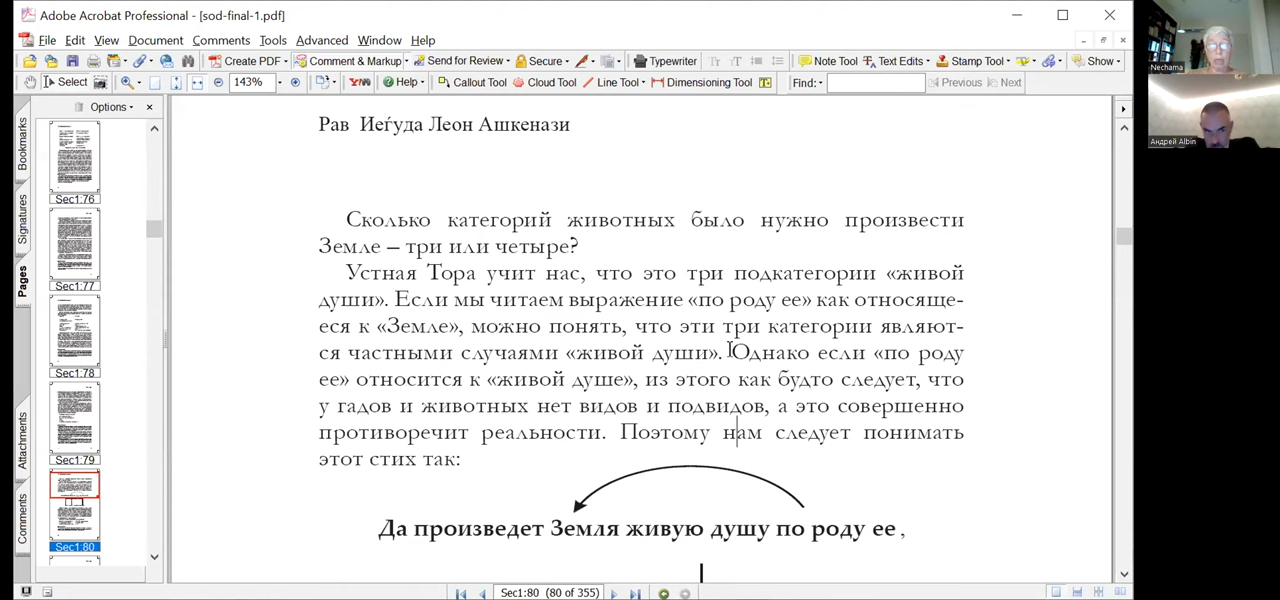 Adobe Acrobat Professional - [sod-final-1.pdf]
File Edit View Document Comments Tools Advanced Window Help
Create PDF Comment & Markup Send for Review Secure Typewriter Note Tool Text Edits Stamp Tool Show
Select 143% Help Callout Tool Cloud Tool Line Tool Dimensioning Tool Find: Previous Next
Options
Bookmarks
Signatures
Pages
Attachments
Comments
Sec1:76
Sec1:77
Sec1:78
Sec1:79
Sec1:80
Рав Иеѓуда Леон Ашкенази
Сколько категорий животных было нужно произвести
Земле – три или четыре?
Устная Тора учит нас, что это три подкатегории «живой
души». Если мы читаем выражение «по роду ее» как относяще-
еся к «Земле», можно понять, что эти три категории являют-
ся частными случаями «живой души». Однако если «по роду
ее» относится к «живой душе», из этого как будто следует, что
у гадов и животных нет видов и подвидов, а это совершенно
противоречит реальности. Поэтому нам следует понимать
этот стих так:
Да произведет Земля живую душу по роду ее ,
Sec1:80 (80 of 355)
Nechama
Андрей Albin